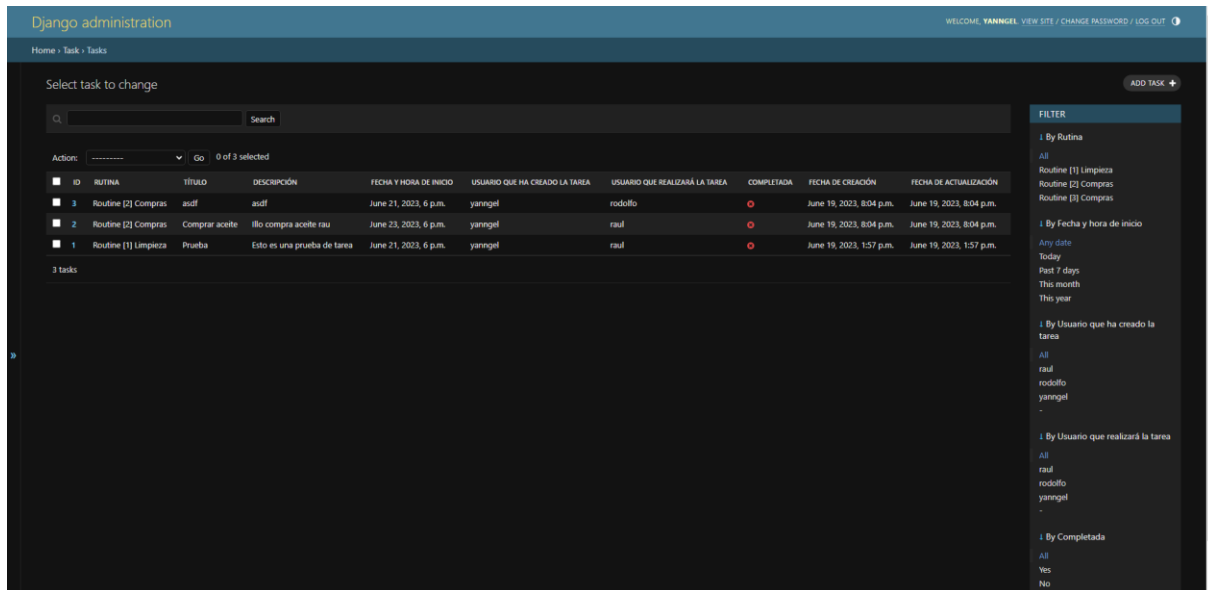 Django administration
WELCOME, YANNGEL. VIEW SITE / CHANGE PASSWORD / LOG OUT
Home › Task › Tasks
Select task to change
ADD TASK +
Search
Action: --------- Go 0 of 3 selected
ID RUTINA TÍTULO DESCRIPCIÓN FECHA Y HORA DE INICIO USUARIO QUE HA CREADO LA TAREA USUARIO QUE REALIZARÁ LA TAREA COMPLETADA FECHA DE CREACIÓN FECHA DE ACTUALIZACIÓN
3 Routine [2] Compras asdf asdf June 21, 2023, 6 p.m. yanngel rodolfo June 19, 2023, 8:04 p.m. June 19, 2023, 8:04 p.m.
2 Routine [2] Compras Comprar aceite Illo compra aceite rau June 23, 2023, 6 p.m. yanngel raul June 19, 2023, 8:04 p.m. June 19, 2023, 8:04 p.m.
1 Routine [1] Limpieza Prueba Esto es una prueba de tarea June 21, 2023, 6 p.m. yanngel raul June 19, 2023, 1:57 p.m. June 19, 2023, 1:57 p.m.
3 tasks
»
FILTER
↓ By Rutina
All
Routine [1] Limpieza
Routine [2] Compras
Routine [3] Compras
↓ By Fecha y hora de inicio
Any date
Today
Past 7 days
This month
This year
↓ By Usuario que ha creado la
tarea
All
raul
rodolfo
yanngel
-
↓ By Usuario que realizará la tarea
All
raul
rodolfo
yanngel
-
↓ By Completada
All
Yes
No